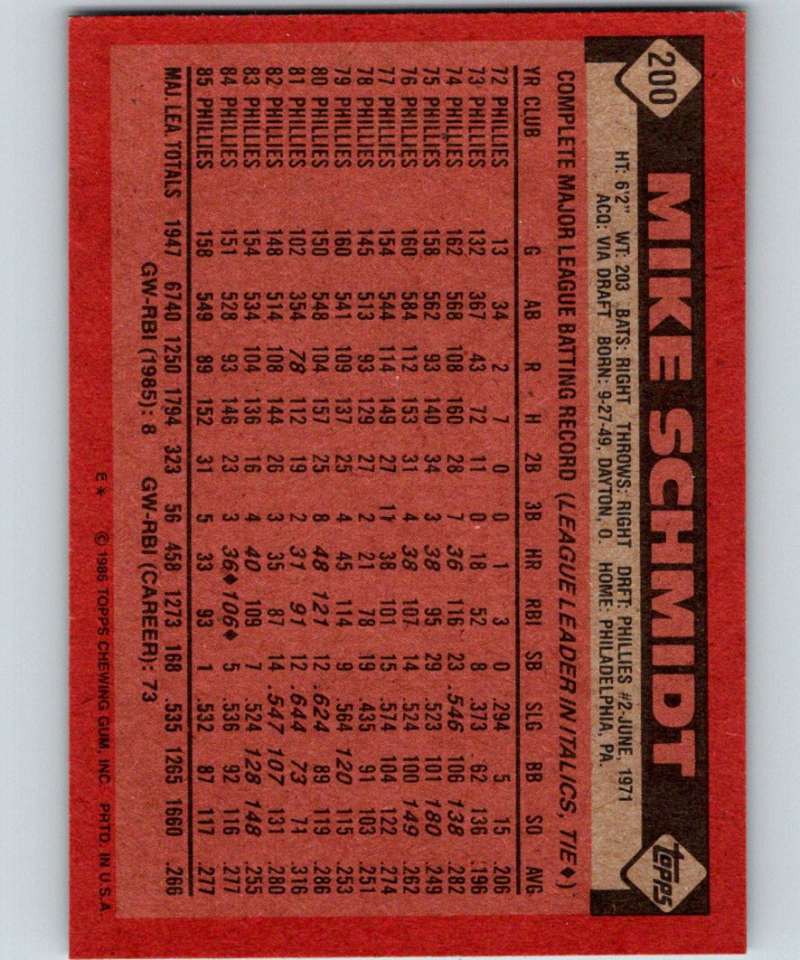 200
MIKE SCHMIDT
topps
HT: 6'2" WT: 203 BATS: RIGHT THROWS: RIGHT DRFT: PHILLIES #2-JUNE, 1971
ACQ: VIA DRAFT BORN: 9-27-49, DAYTON, O. HOME: PHILADELPHIA, PA.
COMPLETE MAJOR LEAGUE BATTING RECORD (LEAGUE LEADER IN ITALICS, TIE♦)
YR CLUB G AB R H 2B 3B HR RBI SB SLG BB SO AVG
72 PHILLIES 13 34 2 7 0 0 1 3 0 .294 5 15 .206
73 PHILLIES 132 367 43 72 11 0 18 52 8 .373 62 136 .196
74 PHILLIES 162 568 108 160 28 7 36 116 23 .546 106 138 .282
75 PHILLIES 158 562 93 140 34 3 38 95 29 .523 101 180 .249
76 PHILLIES 160 584 112 153 31 4 38 107 14 .524 100 149 .262
77 PHILLIES 154 544 114 149 27 11 38 101 15 .574 104 122 .274
78 PHILLIES 145 513 93 129 27 2 21 78 19 .435 91 103 .251
79 PHILLIES 160 541 109 137 25 4 45 114 9 .564 120 115 .253
80 PHILLIES 150 548 104 157 25 8 48 121 12 .624 89 119 .286
81 PHILLIES 102 354 78 112 19 2 31 91 12 .644 73 71 .316
82 PHILLIES 148 514 108 144 26 3 35 87 14 .547 107 131 .280
83 PHILLIES 154 534 104 136 16 4 40 109 7 .524 128 148 .255
84 PHILLIES 151 528 93 146 23 3 36♦ 106♦ 5 .536 92 116 .277
85 PHILLIES 158 549 89 152 31 5 33 93 1 .532 87 117 .277
MAJ. LEA. TOTALS 1947 6740 1250 1794 323 56 458 1273 168 .535 1265 1660 .266
GW-RBI (1985): 8 GW-RBI (CAREER): 73
E* © 1986 TOPPS CHEWING GUM, INC. PRTD. IN U.S.A.